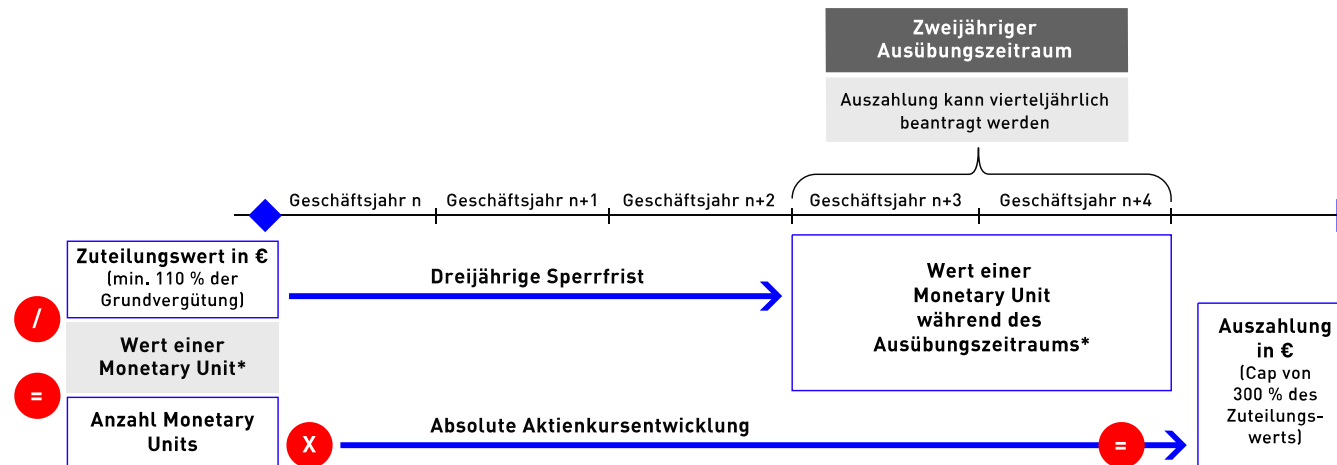 Zweijähriger
Ausübungszeitraum
Auszahlung kann vierteljährlich
beantragt werden
Geschäftsjahr n
Geschäftsjahr n+1
Geschäftsjahr n+2
Geschäftsjahr n+3
Geschäftsjahr n+4
Zuteilungswert in €
(min. 110 % der
Grundvergütung)
/
Wert einer
Monetary Unit*
=
Anzahl Monetary
Units
Dreijährige Sperrfrist
Wert einer
Monetary Unit
während des
Ausübungszeitraums*
X
Absolute Aktienkursentwicklung
=
Auszahlung
in €
(Cap von
300 % des
Zuteilungs-
werts)